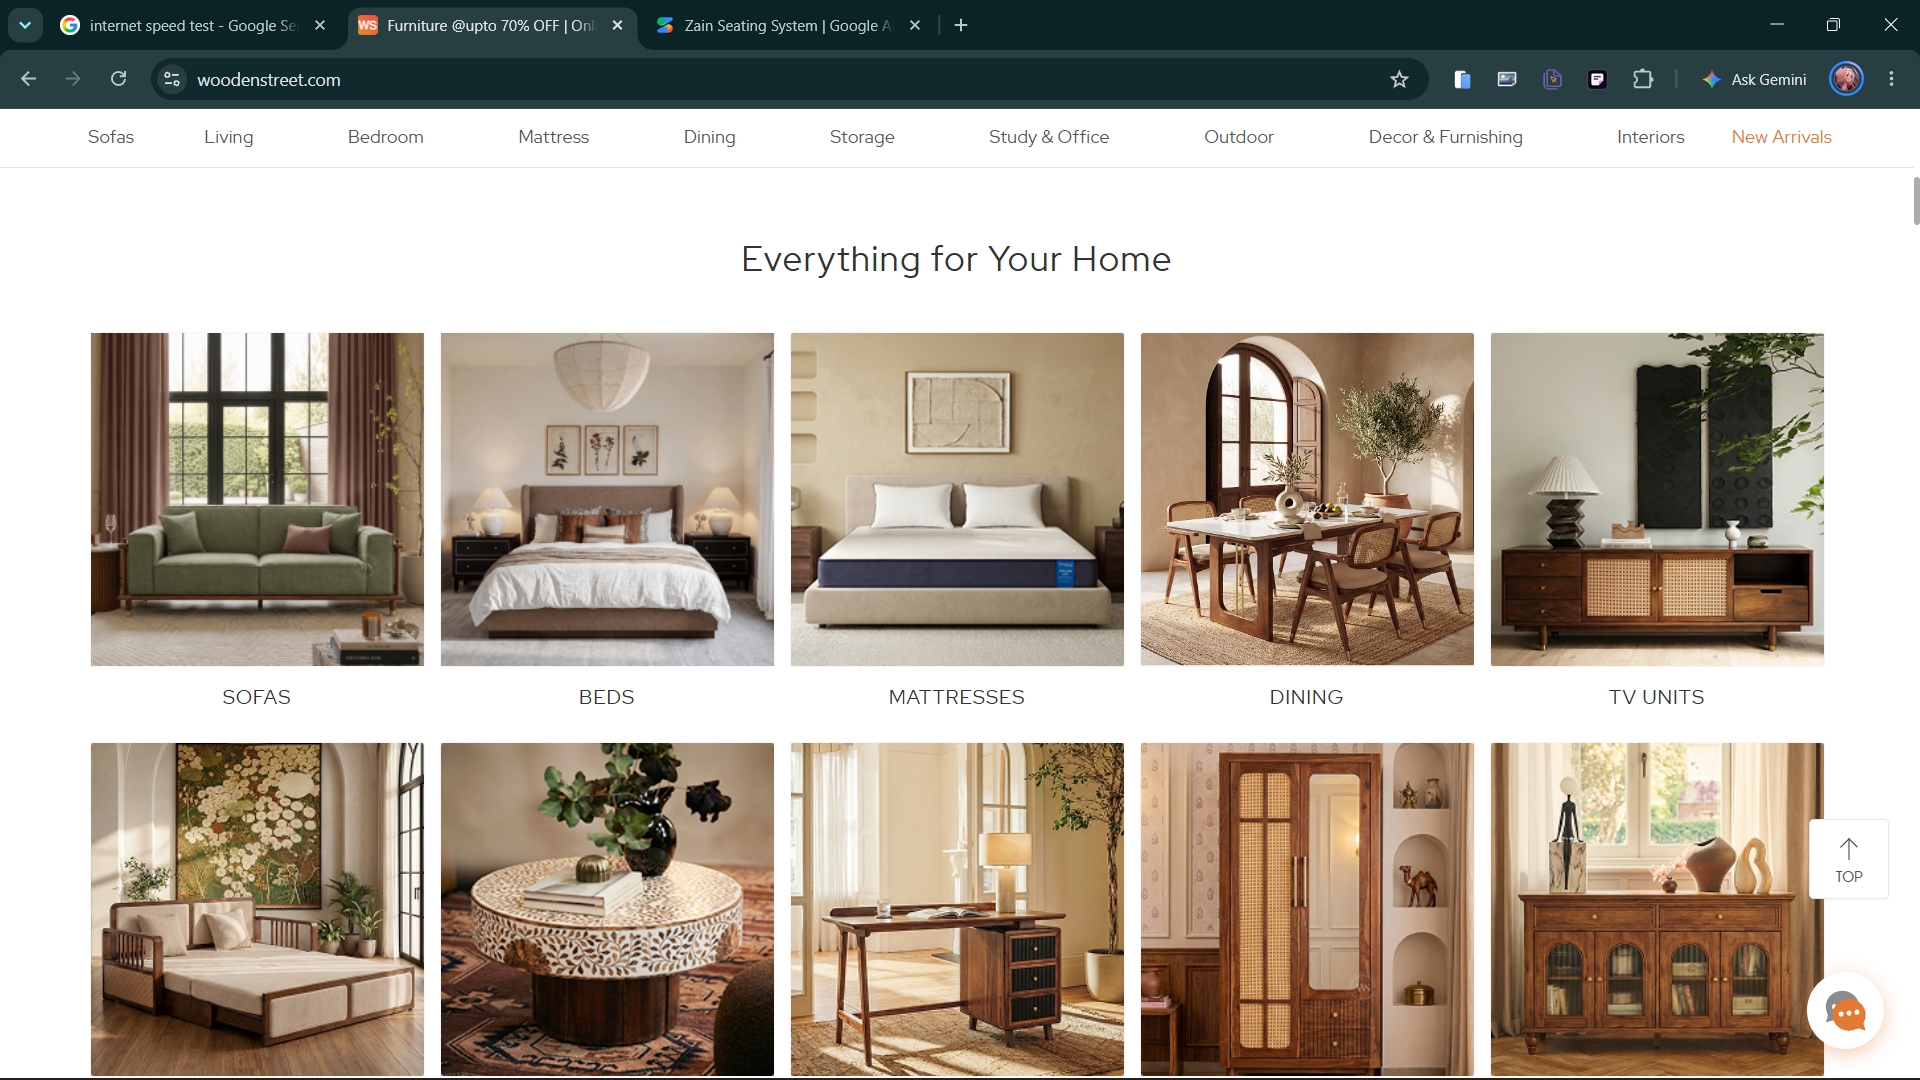 internet speed test - Google Se
Furniture @upto 70% OFF | Onl
Zain Seating System | Google A
woodenstreet.com
Ask Gemini
Sofas
Living
Bedroom
Mattress
Dining
Storage
Study & Office
Outdoor
Decor & Furnishing
Interiors
New Arrivals
Everything for Your Home
SOFAS
BEDS
MATTRESSES
DINING
TV UNITS
TOP